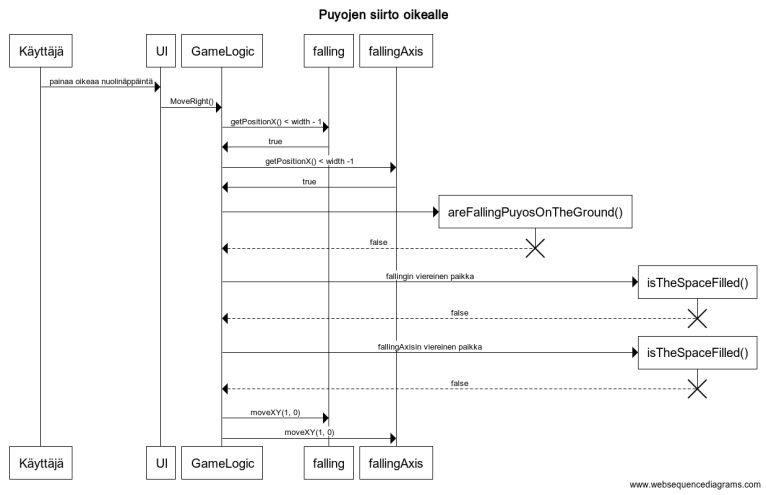 Puyojen siirto oikealle
Käyttäjä UI GameLogic falling fallingAxis
painaa oikeaa nuolinäppäintä
MoveRight()
getPositionX() < width - 1
true
getPositionX() < width -1
true
areFallingPuyosOnTheGround()
false
fallingin viereinen paikka
isTheSpaceFilled()
false
fallingAxisin viereinen paikka
isTheSpaceFilled()
false
moveXY(1, 0)
moveXY(1, 0)
Käyttäjä UI GameLogic falling fallingAxis
www.websequencediagrams.com